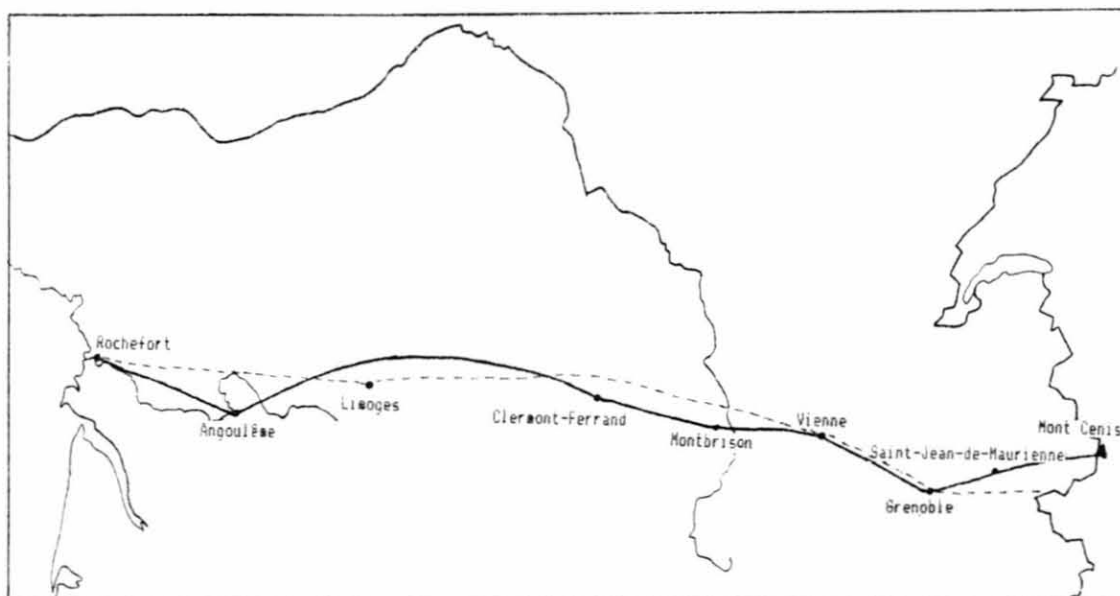 Rochefort
Angoulême
Limoges
Clermont-Ferrand
Montbrison
Vienne
Mont Cenis
Saint-Jean-de-Maurienne
Grenoble